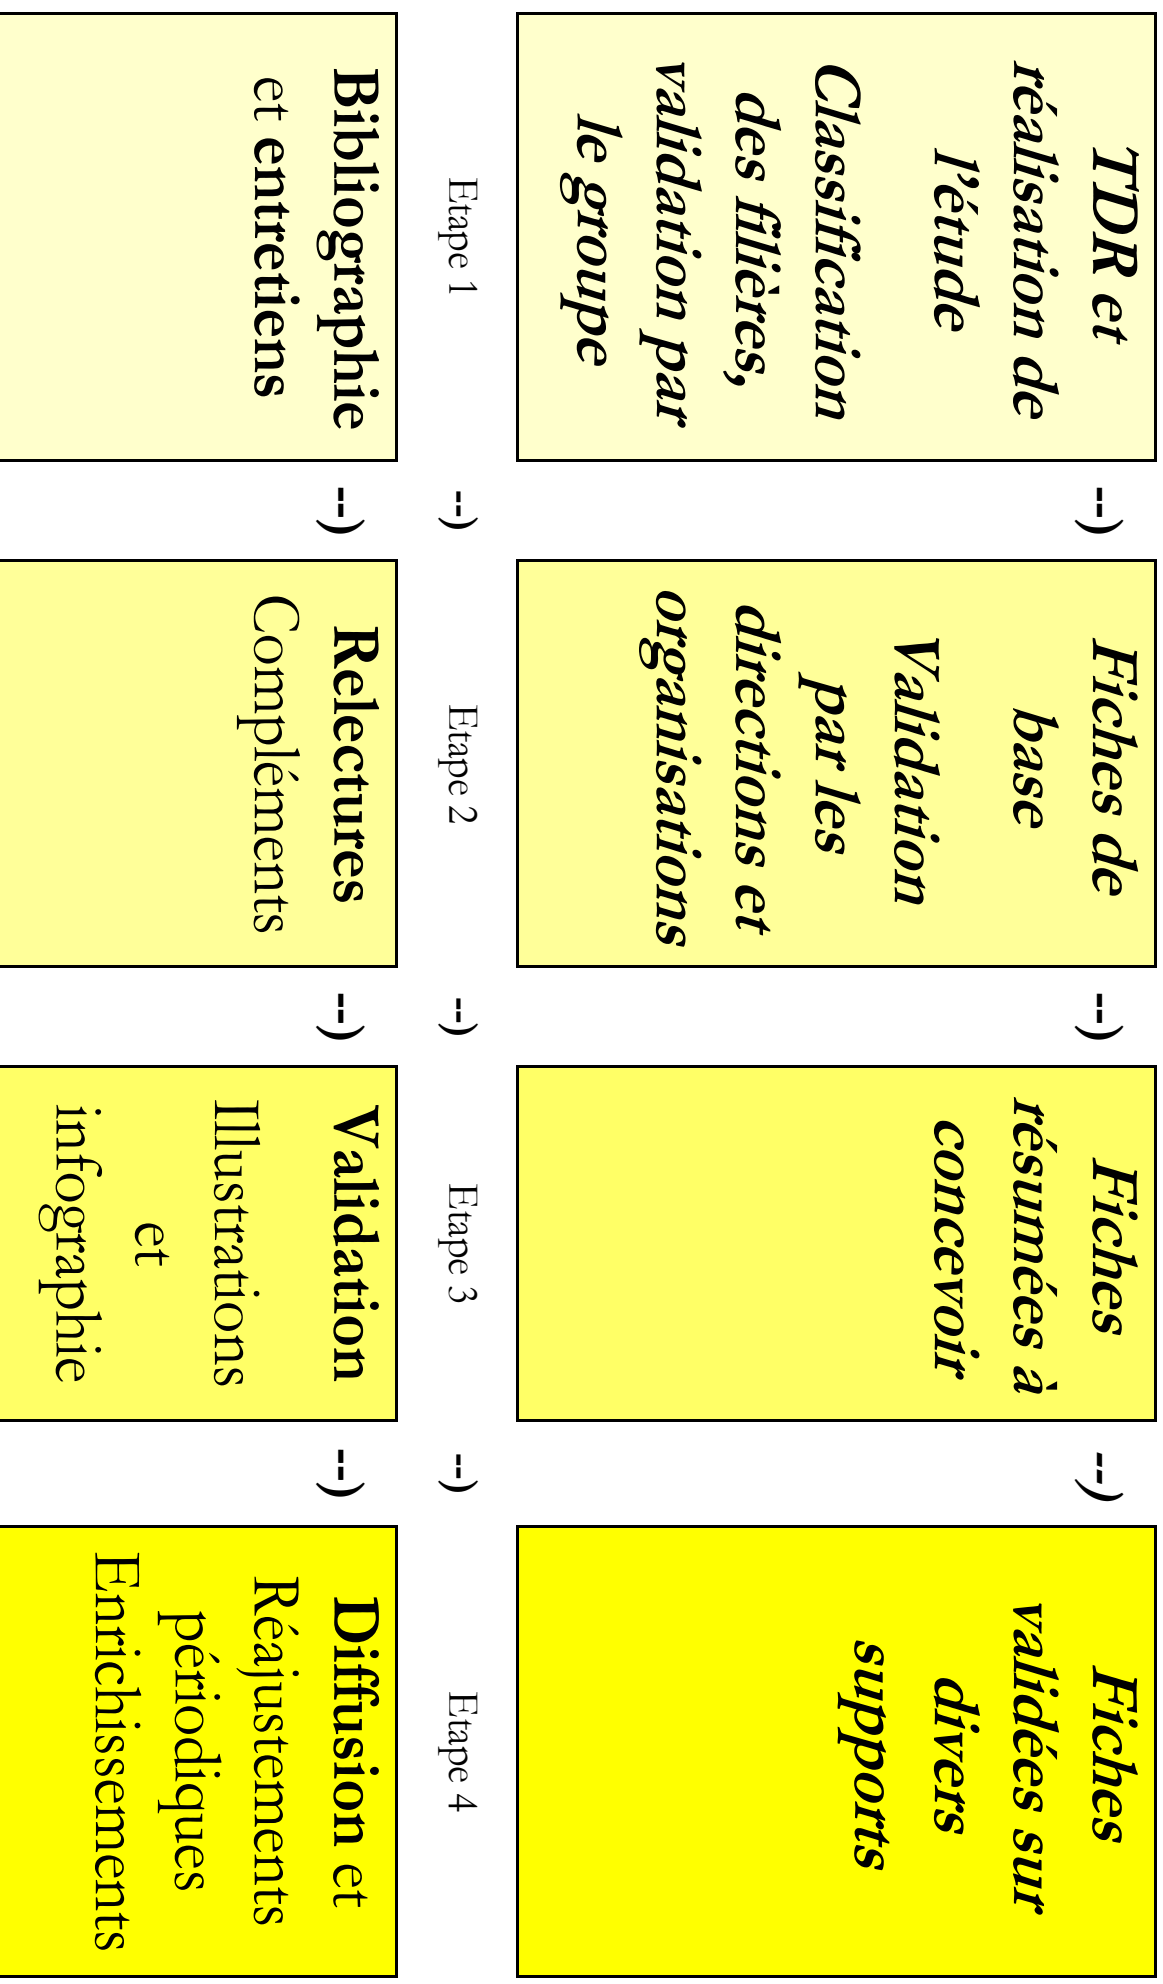 TDR et
réalisation de
l'étude
Classification
des filières,
validation par
le groupe
--)
Fiches de
base
Validation
par les
directions et
organisations
--)
Fiches
résumées à
concevoir
--)
Fiches
validées sur
divers
supports
Etape 1
--)
Etape 2
--)
Etape 3
--)
Etape 4
Bibliographie
et entretiens
--)
Relectures
Compléments
--)
Validation
Illustrations
et
infographie
--)
Diffusion et
Réajustements
périodiques
Enrichissements